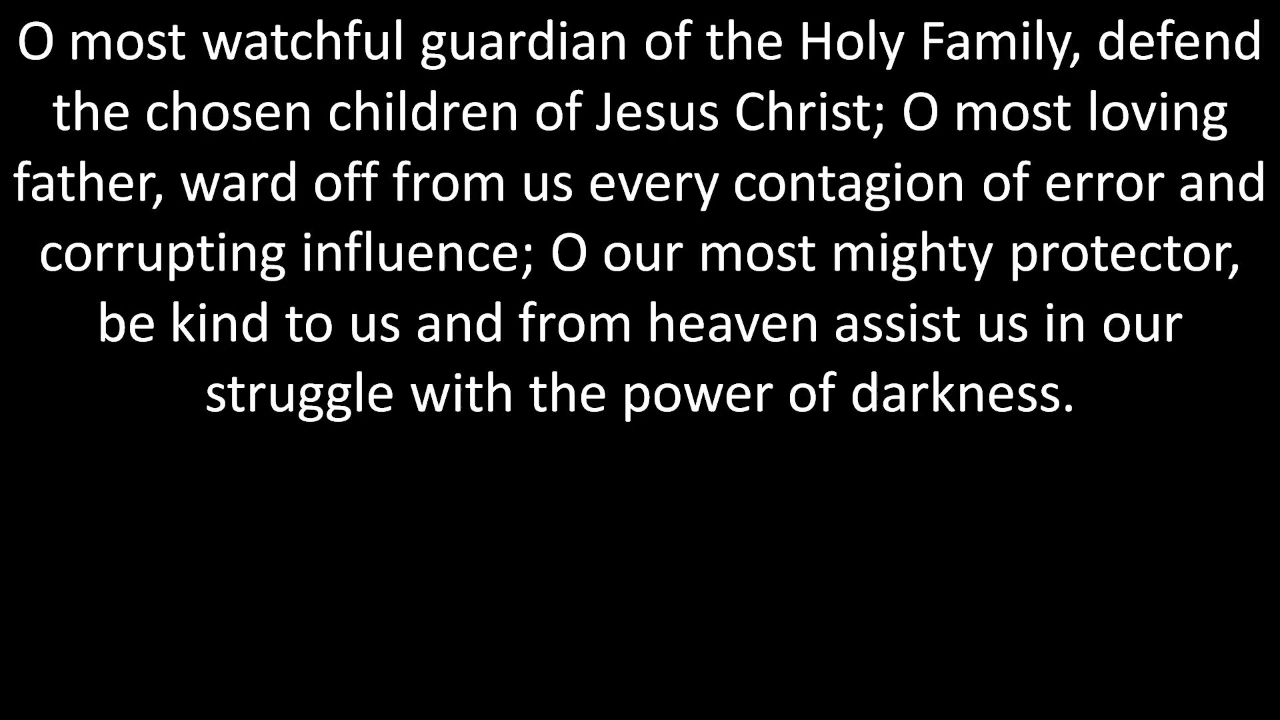 O most watchful guardian of the Holy Family, defend
the chosen children of Jesus Christ; O most loving
father, ward off from us every contagion of error and
corrupting influence; O our most mighty protector,
be kind to us and from heaven assist us in our
struggle with the power of darkness.